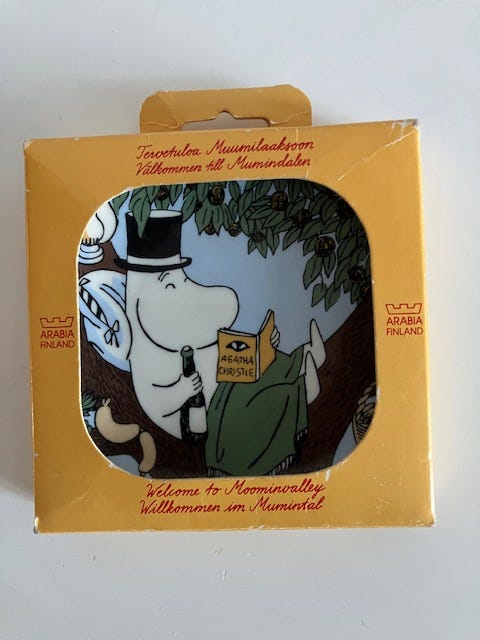 Tervetuloa Muumilaaksoon
Välkommen till Mumindalen
ARABIA
FINLAND
AGATHA
CHRISTIE
ARABIA
FINLAND
Welcome to Moominvalley
Willkommen im Mumintal